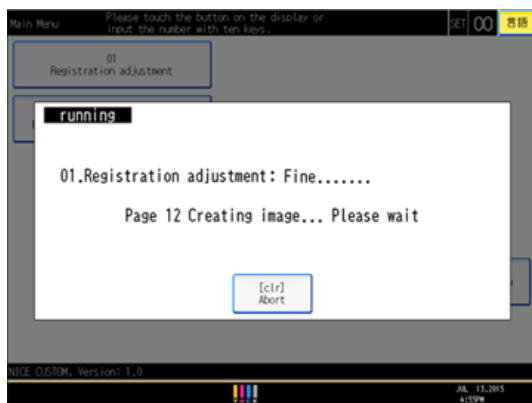 Main Menu
Please touch the button on the display or
input the number with ten keys.
SET 00 言語
01
Registration adjustment
running
01.Registration adjustment: Fine.......
Page 12 Creating image... Please wait
[clr]
Abort
NICE CUSTOM. Version: 1.0
JUL 13.2015
4:55PM